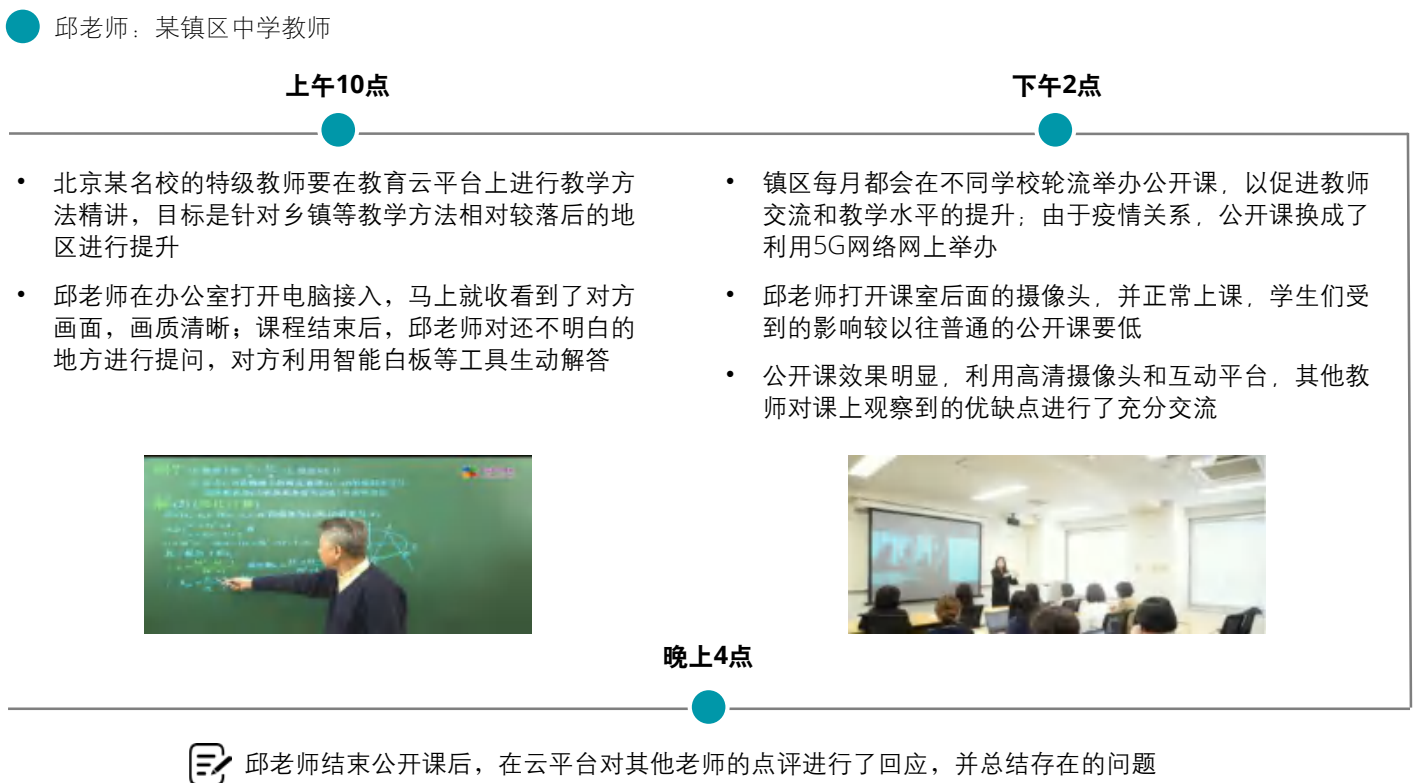 邱老师：某镇区中学教师
上午10点
下午2点
• 北京某名校的特级教师要在教育云平台上进行教学方
法精讲，目标是针对乡镇等教学方法相对较落后的地
区进行提升
• 邱老师在办公室打开电脑接入，马上就收看到了对方
画面，画质清晰；课程结束后，邱老师对还不明白的
地方进行提问，对方利用智能白板等工具生动解答
• 镇区每月都会在不同学校轮流举办公开课，以促进教师
交流和教学水平的提升；由于疫情关系，公开课换成了
利用5G网络网上举办
• 邱老师打开课室后面的摄像头，并正常上课，学生们受
到的影响较以往普通的公开课要低
• 公开课效果明显，利用高清摄像头和互动平台，其他教
师对课上观察到的优缺点进行了充分交流
晚上4点
邱老师结束公开课后，在云平台对其他老师的点评进行了回应，并总结存在的问题